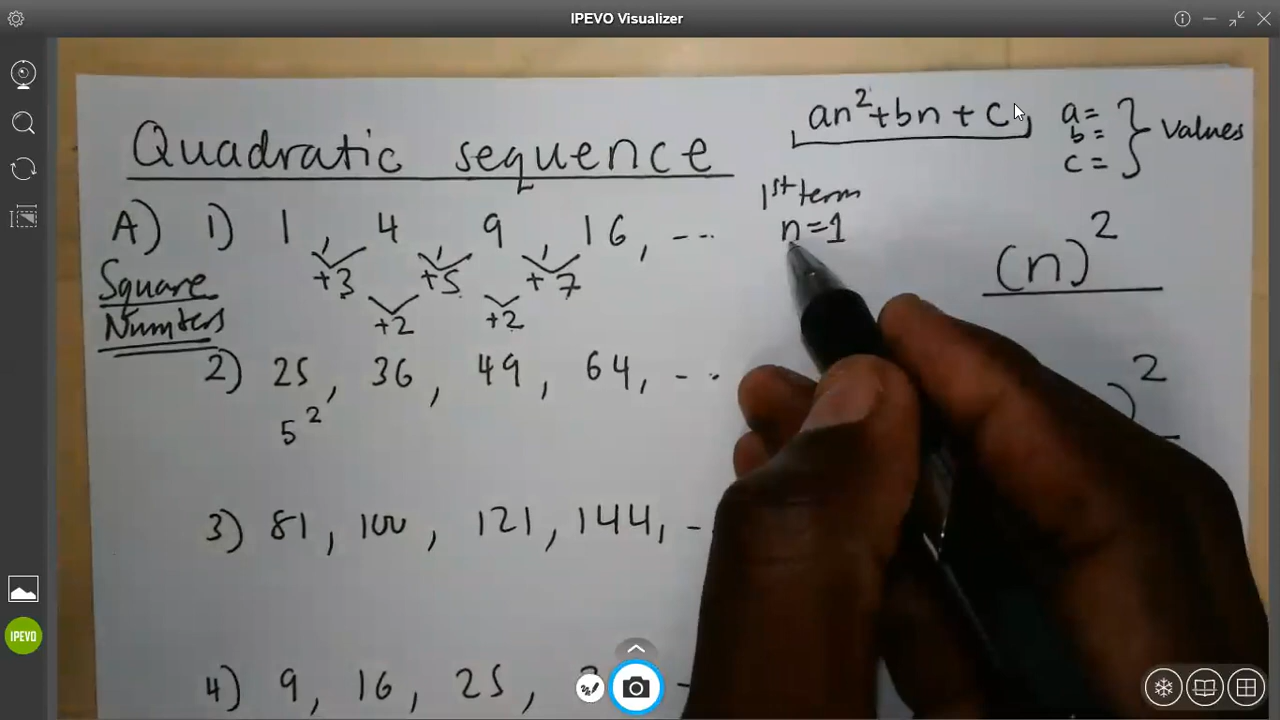 IPEVO Visualizer
an²+bn+c
a=
b=
c=
} values
Quadratic sequence
1st term
n=1
A) 1) 1, 4, 9, 16, ---
+3 +5 +7
+2 +2
Square
Numbers
(n)²
2) 25, 36, 49, 64, ---
5²
)²
3) 81, 100, 121, 144, -
4) 9, 16, 25,
IPEVO